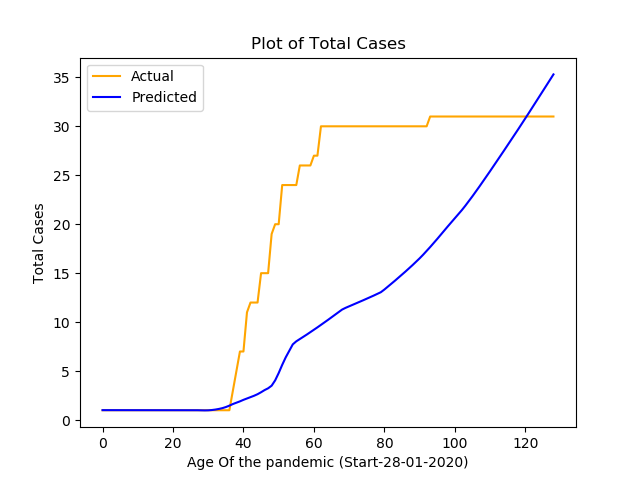 Plot of Total Cases
Actual
Predicted
Total Cases
35
30
25
20
15
10
5
0
0 20 40 60 80 100 120
Age Of the pandemic (Start-28-01-2020)